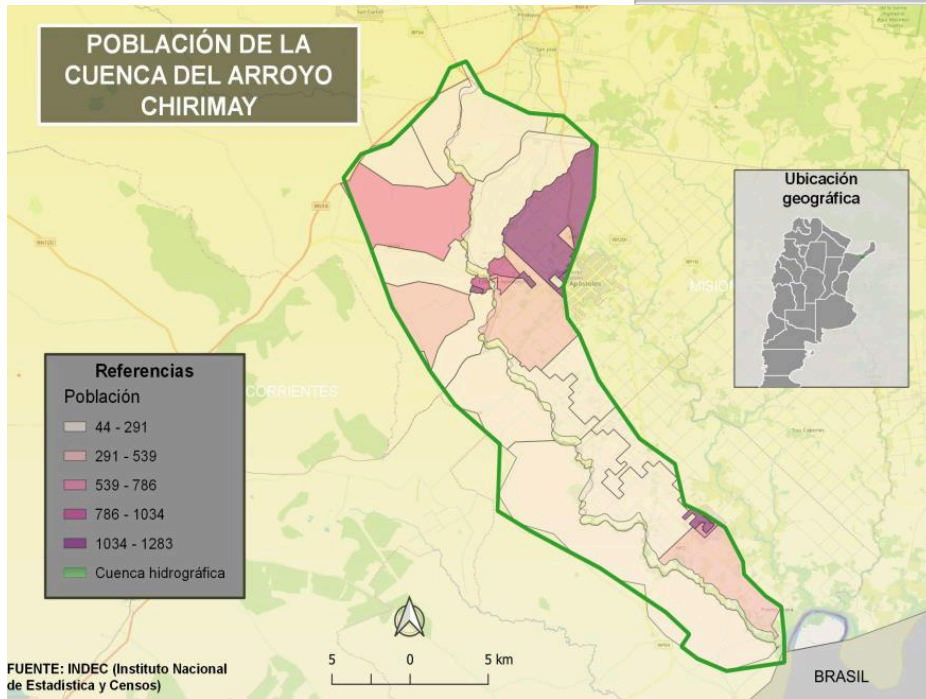 POBLACIÓN DE LA
CUENCA DEL ARROYO
CHIRIMAY
Ubicación
geográfica
Apóstoles
MISION
CORRIENTES
Referencias
Población
44 - 291
291 - 539
539 - 786
786 - 1034
1034 - 1283
Cuenca hidrográfica
5 0 5 km
FUENTE: INDEC (Instituto Nacional
de Estadística y Censos)
BRASIL